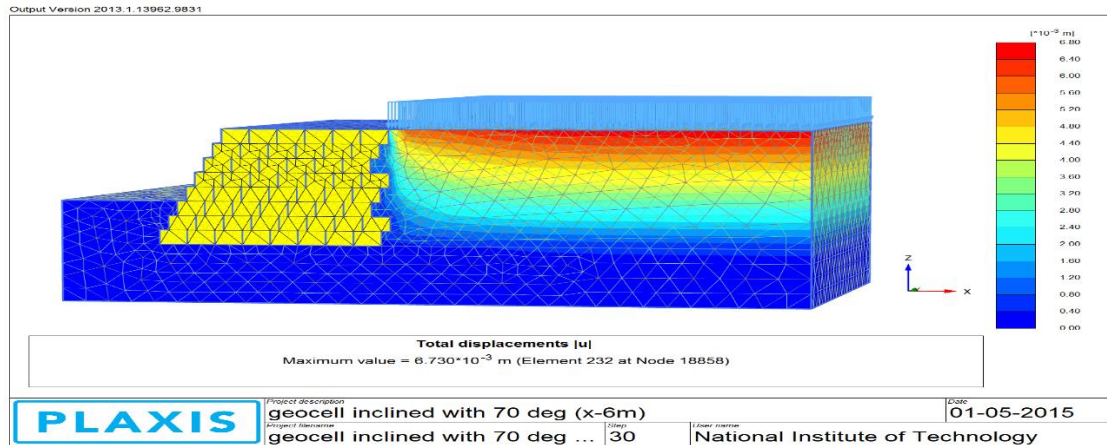 Output Version 2013.1.13962.9831
[*10⁻³ m]
6.80
6.40
6.00
5.60
5.20
4.80
4.40
4.00
3.60
3.20
2.80
2.40
2.00
1.60
1.20
0.80
0.40
0.00
Z
X
Total displacements |u|
Maximum value = 6.730*10⁻³ m (Element 232 at Node 18858)
PLAXIS
Project description
geocell inclined with 70 deg (x-6m)
Date
01-05-2015
Project filename
geocell inclined with 70 deg ...
Step
30
User name
National Institute of Technology